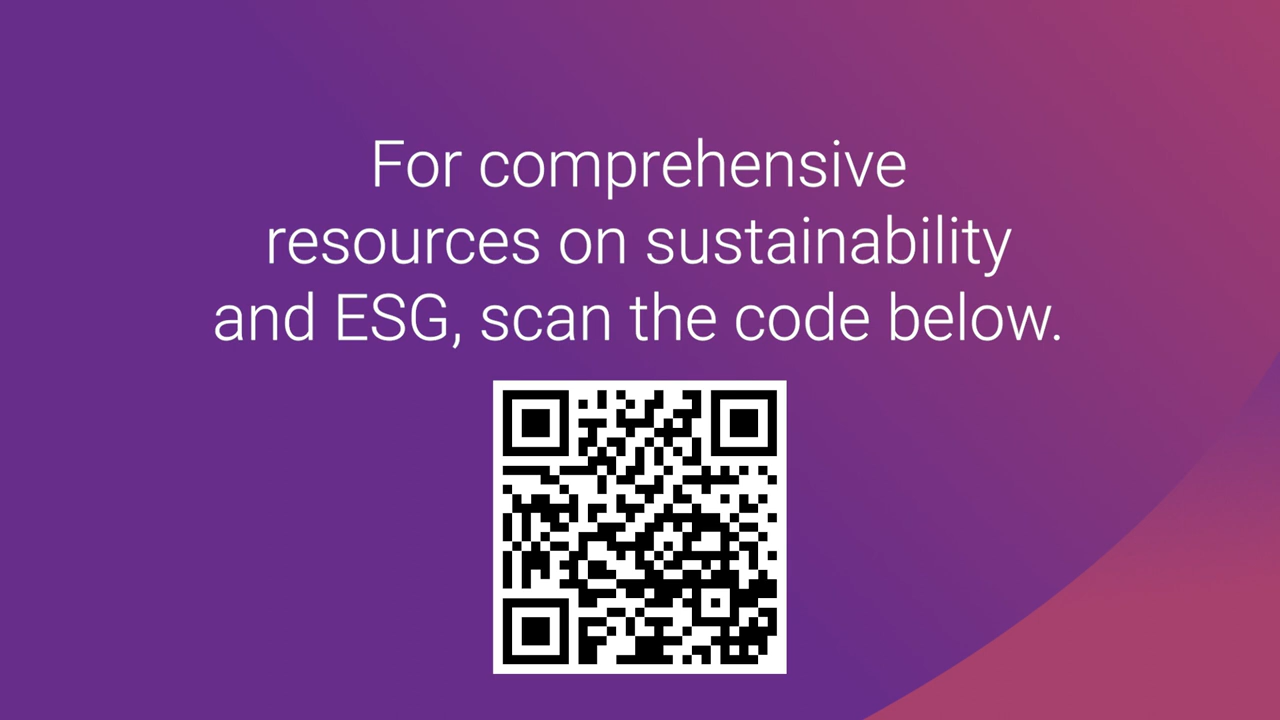 For comprehensive
resources on sustainability
and ESG, scan the code below.